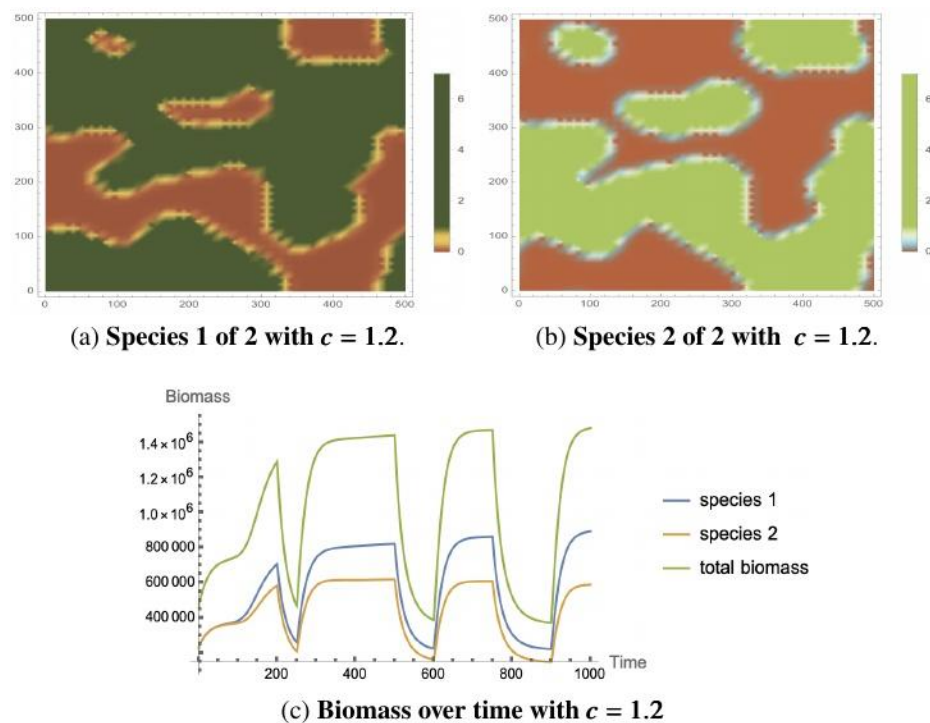 500
400
300
200
100
0
0 100 200 300 400 500
6
4
2
0
500
400
300
200
100
0
0 100 200 300 400 500
6
4
2
0
(a) Species 1 of 2 with c = 1.2.
(b) Species 2 of 2 with c = 1.2.
Biomass
1.4 × 10⁶
1.2 × 10⁶
1.0 × 10⁶
800 000
600 000
400 000
200 400 600 800 1000
Time
species 1
species 2
total biomass
(c) Biomass over time with c = 1.2